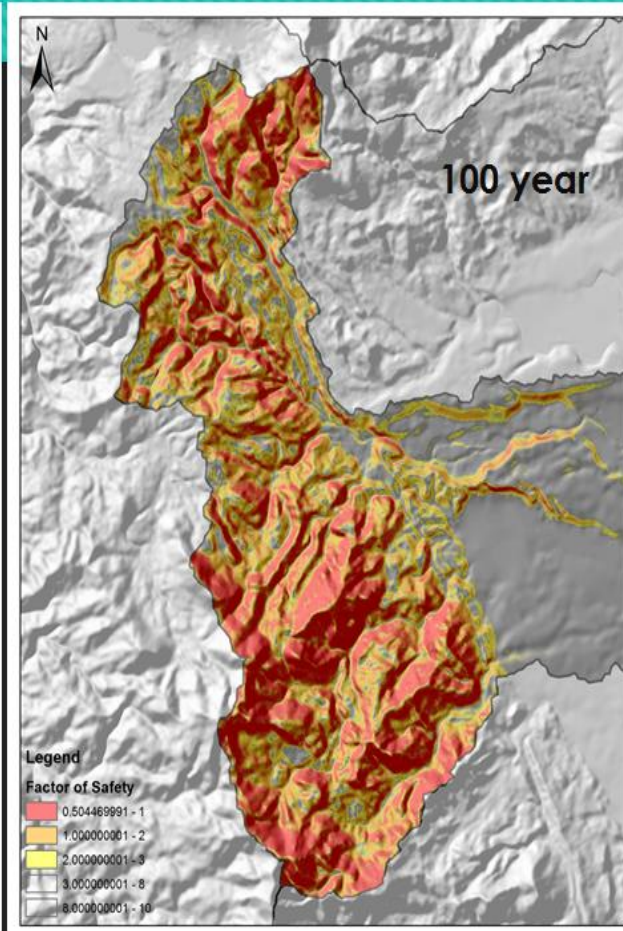 N
100 year
Legend
Factor of Safety
0.504469991 - 1
1.000000001 - 2
2.000000001 - 3
3.000000001 - 8
8.000000001 - 10